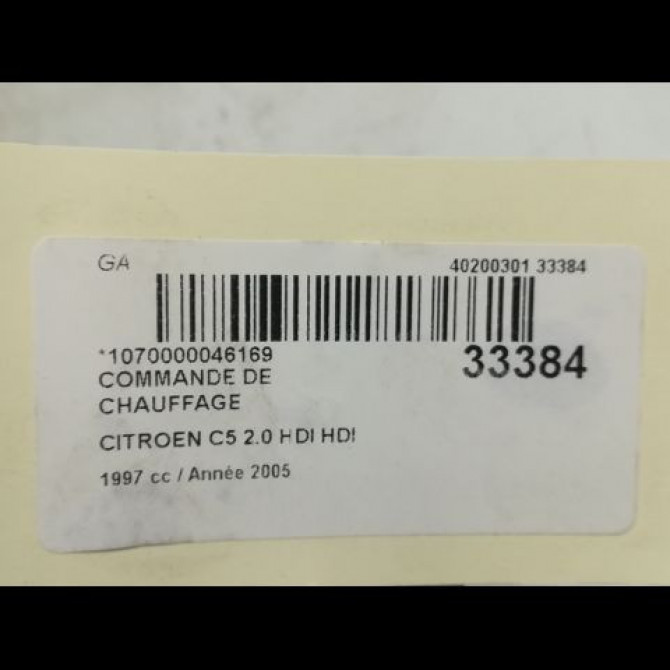 GA
40200301 33384
*1070000046169
33384
COMMANDE DE
CHAUFFAGE
CITROEN C5 2.0 HDI HDI
1997 cc / Année 2005